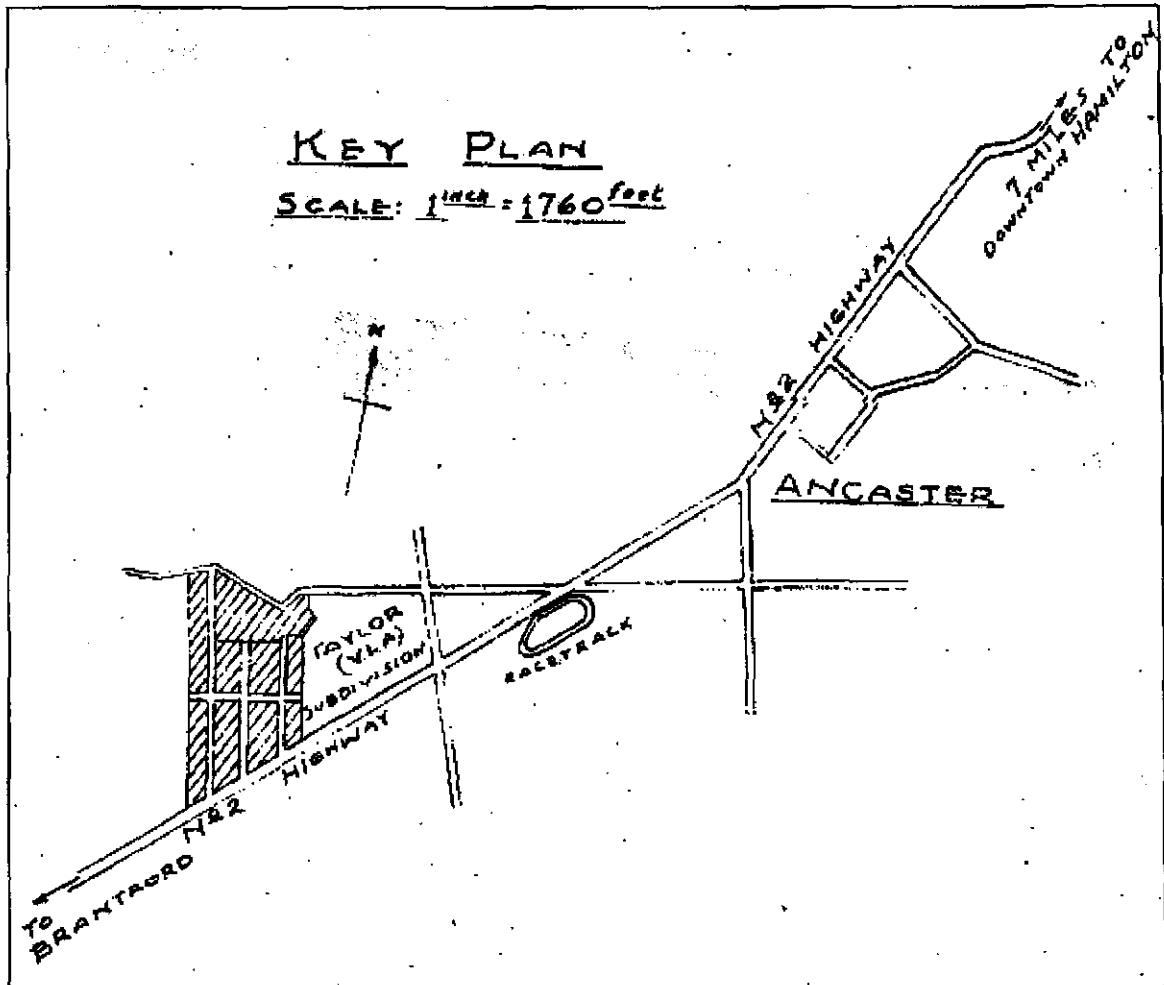 KEY PLAN
SCALE: 1 INCH = 1760 feet
N
7 MILES TO
DOWNTOWN HAMILTON
Nº2 HIGHWAY
ANCASTER
TAYLOR
(V.L.A)
SUBDIVISION
RACETRACK
Nº2 HIGHWAY
TO
BRANTFORD